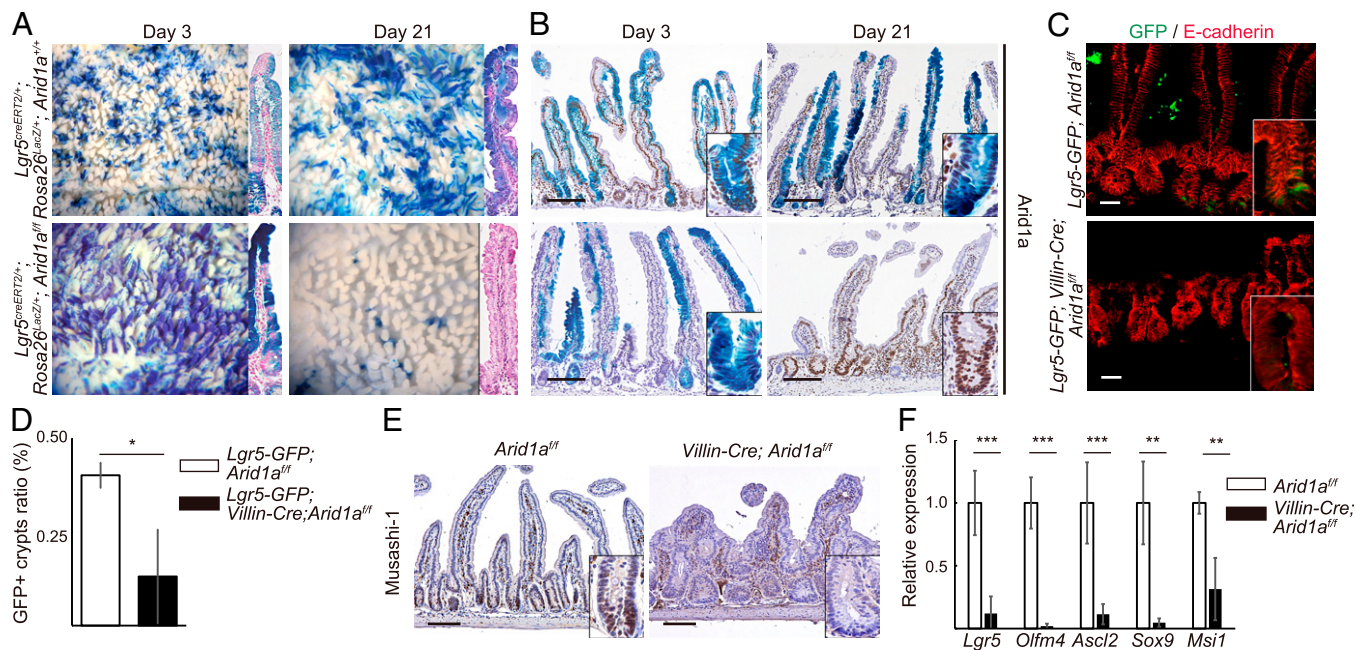 A
Day 3
Day 21
Lgr5creERT2/+;
Rosa26LacZ/+; Arid1a+/+
Lgr5creERT2/+;
Rosa26LacZ/+; Arid1af/f
B
Day 3
Day 21
Arid1a
C
GFP / E-cadherin
Lgr5-GFP; Arid1af/f
Lgr5-GFP; Villin-Cre;
Arid1af/f
D
GFP+ crypts ratio (%)
0.50
0.25
*
Lgr5-GFP;
Arid1af/f
Lgr5-GFP;
Villin-Cre;Arid1af/f
E
Arid1af/f
Villin-Cre; Arid1af/f
Musashi-1
F
Relative expression
1.5
1.0
0.5
***
***
***
**
**
Arid1af/f
Villin-Cre;
Arid1af/f
Lgr5 Olfm4 Ascl2 Sox9 Msi1